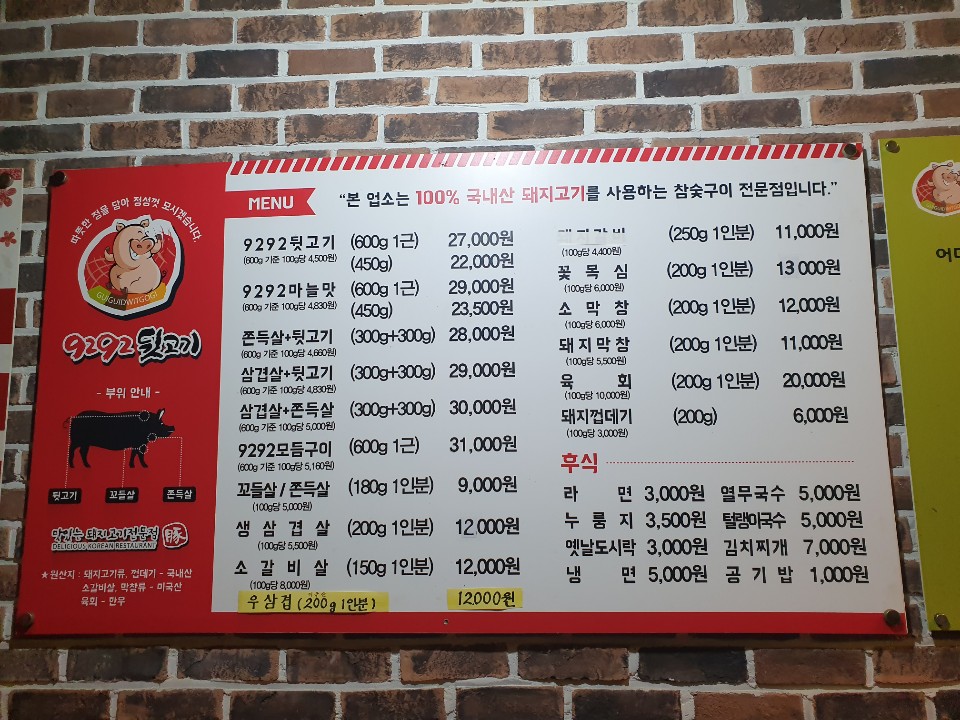 따뜻한 정을 담아 정성껏 모시겠습니다.
GUIGUIDWITGOGI
9292 뒷고기
- 부위 안내 -
뒷고기 꼬들살 쫀득살
맛있는 돼지고기전문점 豚
DELICIOUS KOREAN RESTAURANT
★원산지 : 돼지고기류, 껍데기 - 국내산
소갈비살, 막창류 - 미국산
육회 - 한우
MENU
“본 업소는 100% 국내산 돼지고기를 사용하는 참숯구이 전문점입니다.”
9292뒷고기 (600g 1근) 27,000원
(600g 기준 100g당 4,500원) (450g) 22,000원
9292마늘맛 (600g 1근) 29,000원
(600g 기준 100g당 4,830원) (450g) 23,500원
쫀득살+뒷고기 (300g+300g) 28,000원
(600g 기준 100g당 4,660원)
삼겹살+뒷고기 (300g+300g) 29,000원
(600g 기준 100g당 4,830원)
삼겹살+쫀득살 (300g+300g) 30,000원
(600g 기준 100g당 5,000원)
9292모듬구이 (600g 1근) 31,000원
(600g 기준 100g당 5,160원)
꼬들살 / 쫀득살 (180g 1인분) 9,000원
(100g당 5,000원)
생 삼 겹 살 (200g 1인분) 12,000원
(100g당 5,500원)
소 갈 비 살 (150g 1인분) 12,000원
(100g당 8,000원)
우삼겹 (200g 1인분) 12.000원
(250g 1인분) 11,000원
(100g당 4,400원)
꽃 목 심 (200g 1인분) 13 000원
(100g당 6,000원)
소 막 창 (200g 1인분) 12,000원
(100g당 6,000원)
돼지막창 (200g 1인분) 11,000원
(100g당 5,500원)
육 회 (200g 1인분) 20,000원
(100g당 10,000원)
돼지껍데기 (200g) 6,000원
(100g당 3,000원)
후식
라 면 3,000원 열무국수 5,000원
누 룽 지 3,500원 털랭이국수 5,000원
옛날도시락 3,000원 김치찌개 7,000원
냉 면 5,000원 공 기 밥 1,000원